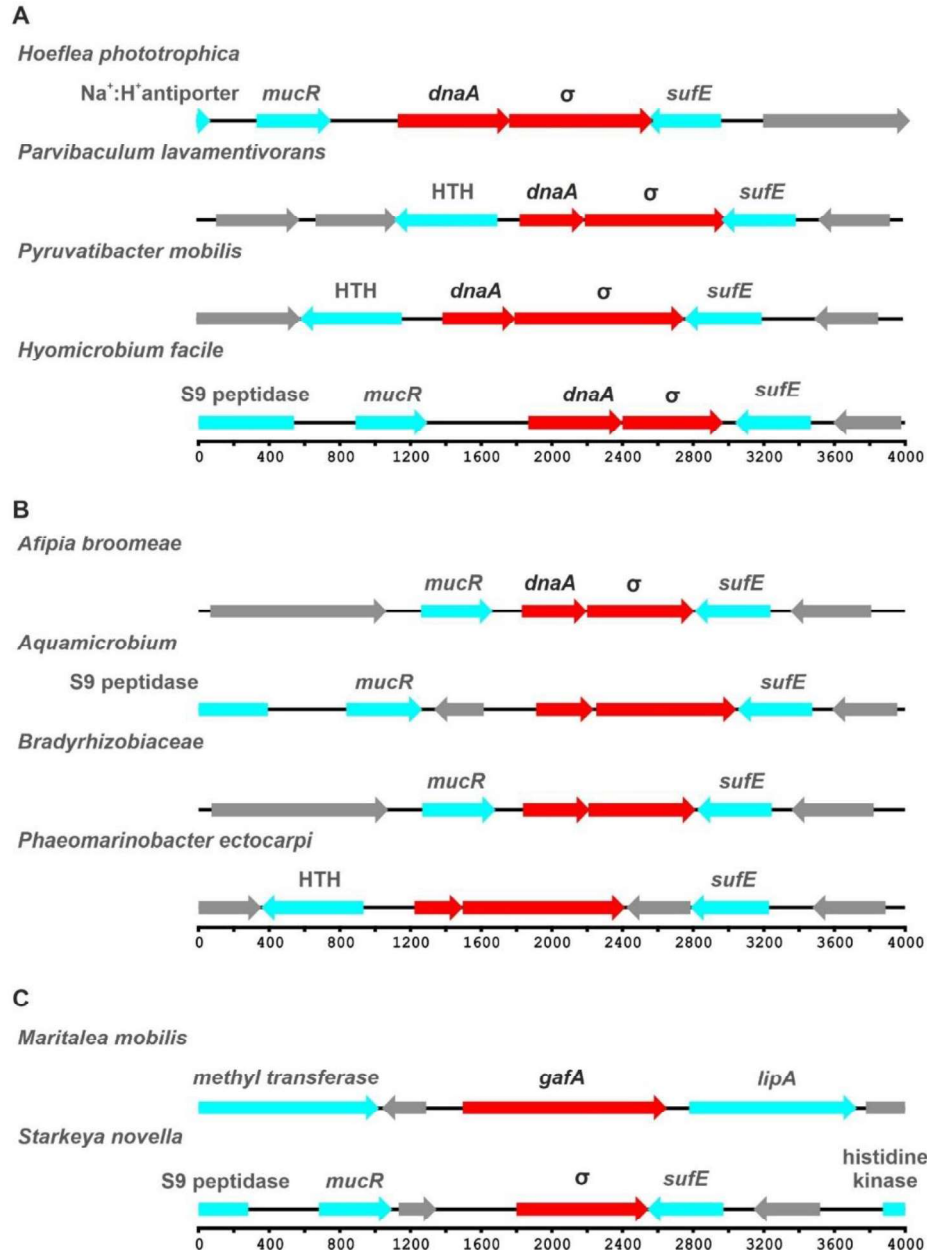 A
Hoeflea phototrophica
Na⁺:H⁺antiporter mucR dnaA σ sufE
Parvibaculum lavamentivorans
HTH dnaA σ sufE
Pyruvatibacter mobilis
HTH dnaA σ sufE
Hyomicrobium facile
S9 peptidase mucR dnaA σ sufE
0 400 800 1200 1600 2000 2400 2800 3200 3600 4000
B
Afipia broomeae
mucR dnaA σ sufE
Aquamicrobium
S9 peptidase mucR sufE
Bradyrhizobiaceae
mucR sufE
Phaeomarinobacter ectocarpi
HTH sufE
0 400 800 1200 1600 2000 2400 2800 3200 3600 4000
C
Maritalea mobilis
methyl transferase gafA lipA
Starkeya novella
histidine
S9 peptidase mucR σ sufE kinase
0 400 800 1200 1600 2000 2400 2800 3200 3600 4000